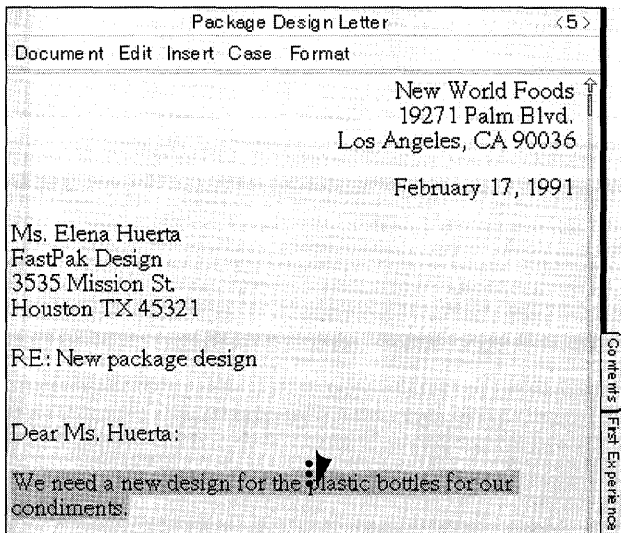 Package Design Letter <5>
Document Edit Insert Case Format
New World Foods
19271 Palm Blvd.
Los Angeles, CA 90036
February 17, 1991
Ms. Elena Huerta
FastPak Design
3535 Mission St.
Houston TX 45321
RE: New package design
Dear Ms. Huerta:
We need a new design for the plastic bottles for our
condiments.
Contents
First Experience